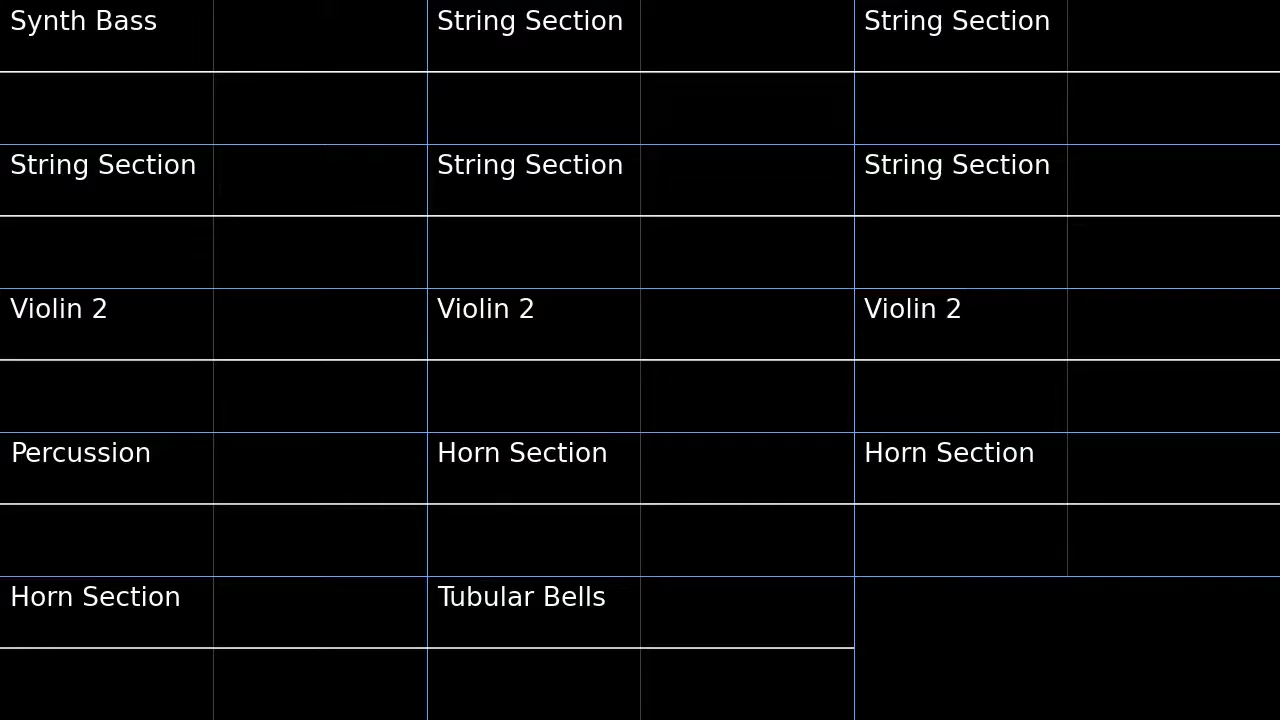 Synth Bass
String Section
String Section
String Section
String Section
String Section
Violin 2
Violin 2
Violin 2
Percussion
Horn Section
Horn Section
Horn Section
Tubular Bells